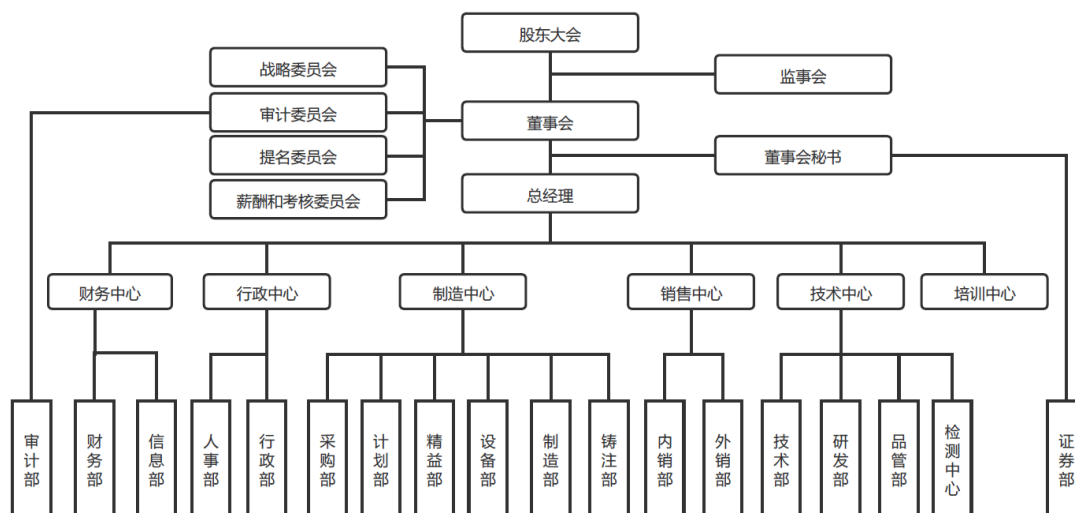 股东大会
战略委员会
监事会
审计委员会
董事会
提名委员会
董事会秘书
薪酬和考核委员会
总经理
财务中心
行政中心
制造中心
销售中心
技术中心
培训中心
审计部
财务部
信息部
人事部
行政部
采购部
计划部
精益部
设备部
制造部
铸注部
内销部
外销部
技术部
研发部
品管部
检测中心
证券部